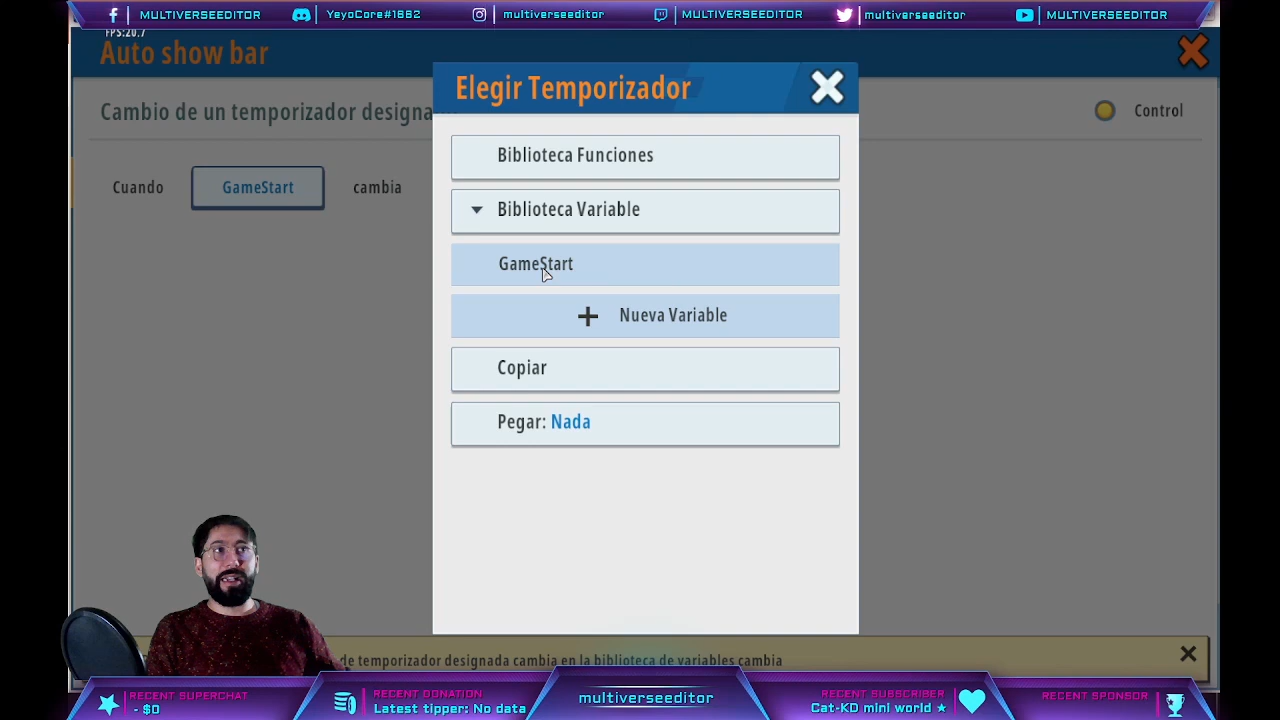 MULTIVERSEEDITOR
YeyoCore#1682
multiverseeditor
MULTIVERSEEDITOR
multiverseeditor
MULTIVERSEEDITOR
FPS:20.7
Auto show bar
Elegir Temporizador
Cambio de un temporizador designa
Control
Cuando
GameStart
cambia
Biblioteca Funciones
Biblioteca Variable
GameStart
Nueva Variable
Copiar
Pegar: Nada
de temporizador designada cambia en la biblioteca de variables cambia
RECENT SUPERCHAT
- $0
RECENT DONATION
Latest tipper: No data
multiverseeditor
RECENT SUBSCRIBER
Cat-KD mini world ★
RECENT SPONSOR